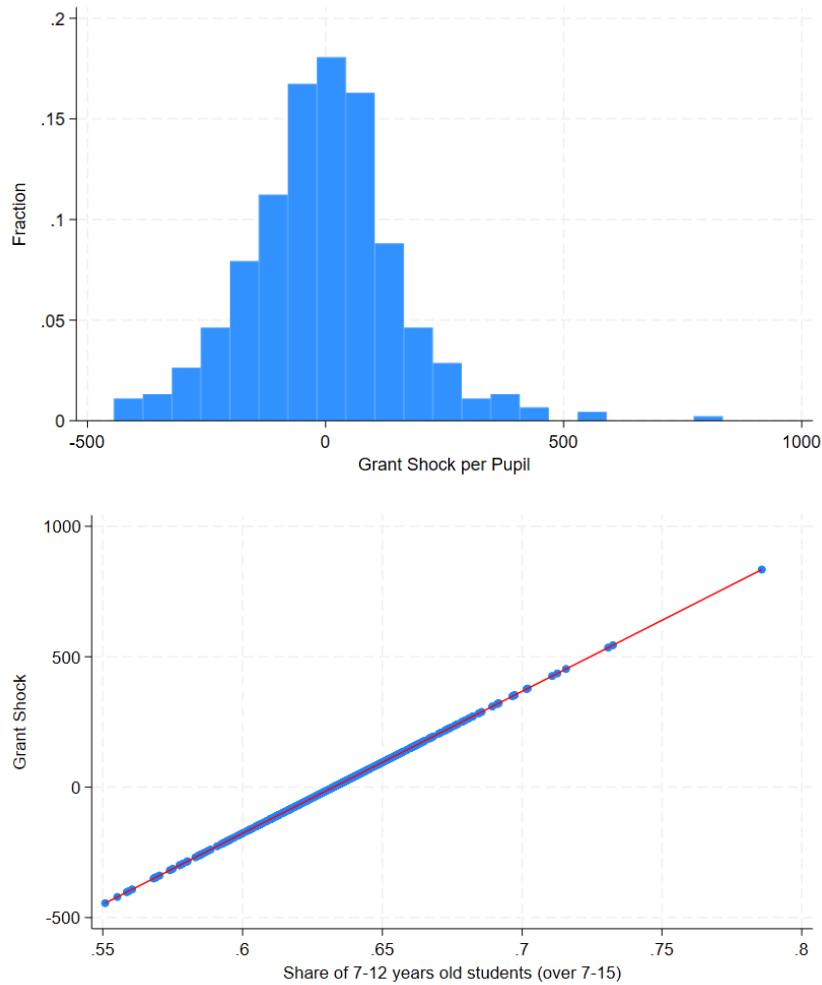 .2
.15
.1
.05
0
Fraction
-500 0 500 1000
Grant Shock per Pupil
1000
500
0
-500
Grant Shock
.55 .6 .65 .7 .75 .8
Share of 7-12 years old students (over 7-15)